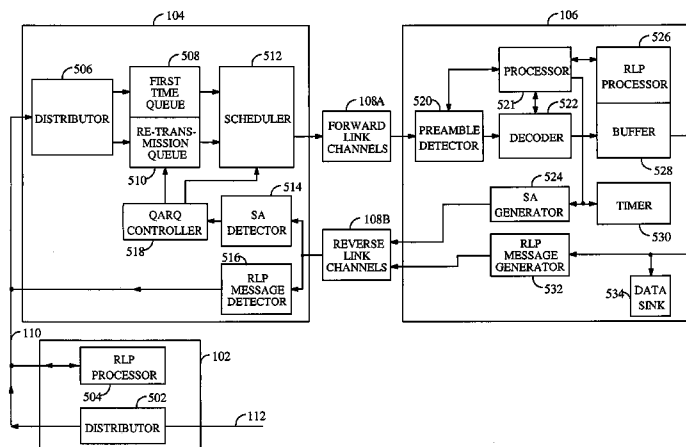 104
106
506
508
512
526
DISTRIBUTOR
FIRST
TIME
QUEUE
RE-TRANS-
MISSION
QUEUE
510
SCHEDULER
108A
FORWARD
LINK
CHANNELS
520
PREAMBLE
DETECTOR
PROCESSOR
521
522
DECODER
RLP
PROCESSOR
BUFFER
528
QARQ
CONTROLLER
518
514
SA
DETECTOR
108B
REVERSE
LINK
CHANNELS
524
SA
GENERATOR
TIMER
530
516
RLP
MESSAGE
DETECTOR
RLP
MESSAGE
GENERATOR
532
534
DATA
SINK
110
102
RLP
PROCESSOR
504
502
DISTRIBUTOR
112